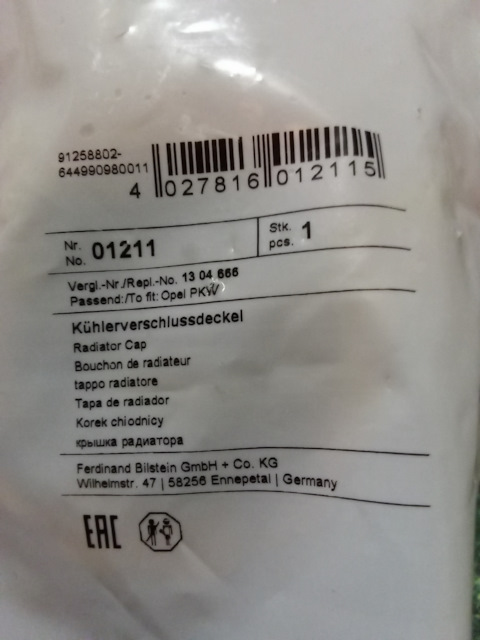 91258802-
644990980011
4 027816 012115
Nr.
No. 01211
Stk.
pcs. 1
Vergl.-Nr./Repl.-No. 13 04 666
Passend:/To fit: Opel PKW
Kühlerverschlussdeckel
Radiator Cap
Bouchon de radiateur
tappo radiatore
Tapa de radiador
Korek chlodnicy
крышка радиатора
Ferdinand Bilstein GmbH + Co. KG
Wilhelmstr. 47 | 58256 Ennepetal | Germany
EAC